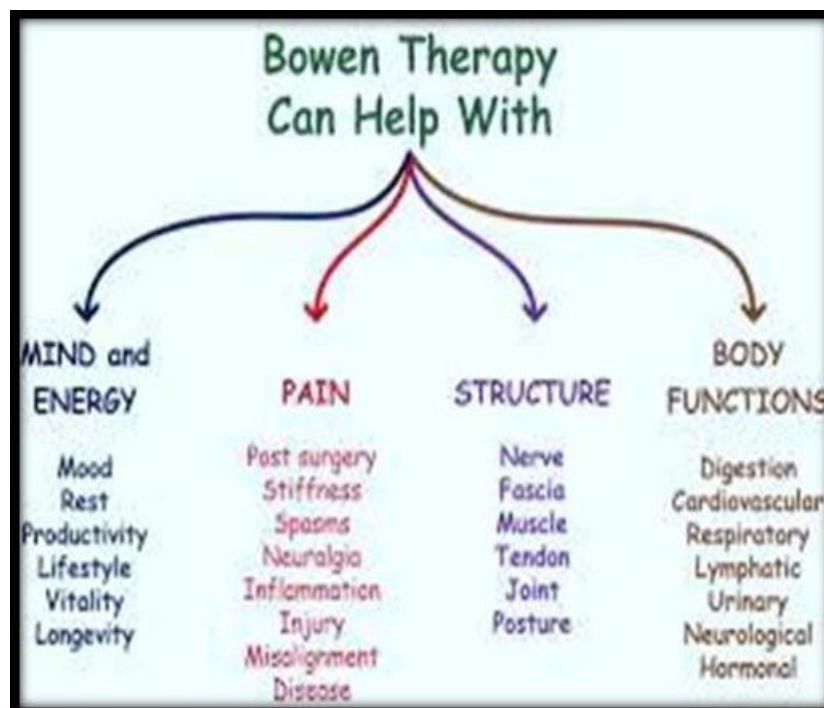 Bowen Therapy
Can Help With
MIND and
ENERGY
Mood
Rest
Productivity
Lifestyle
Vitality
Longevity
PAIN
Post surgery
Stiffness
Spasms
Neuralgia
Inflammation
Injury
Misalignment
Disease
STRUCTURE
Nerve
Fascia
Muscle
Tendon
Joint
Posture
BODY
FUNCTIONS
Digestion
Cardiovascular
Respiratory
Lymphatic
Urinary
Neurological
Hormonal